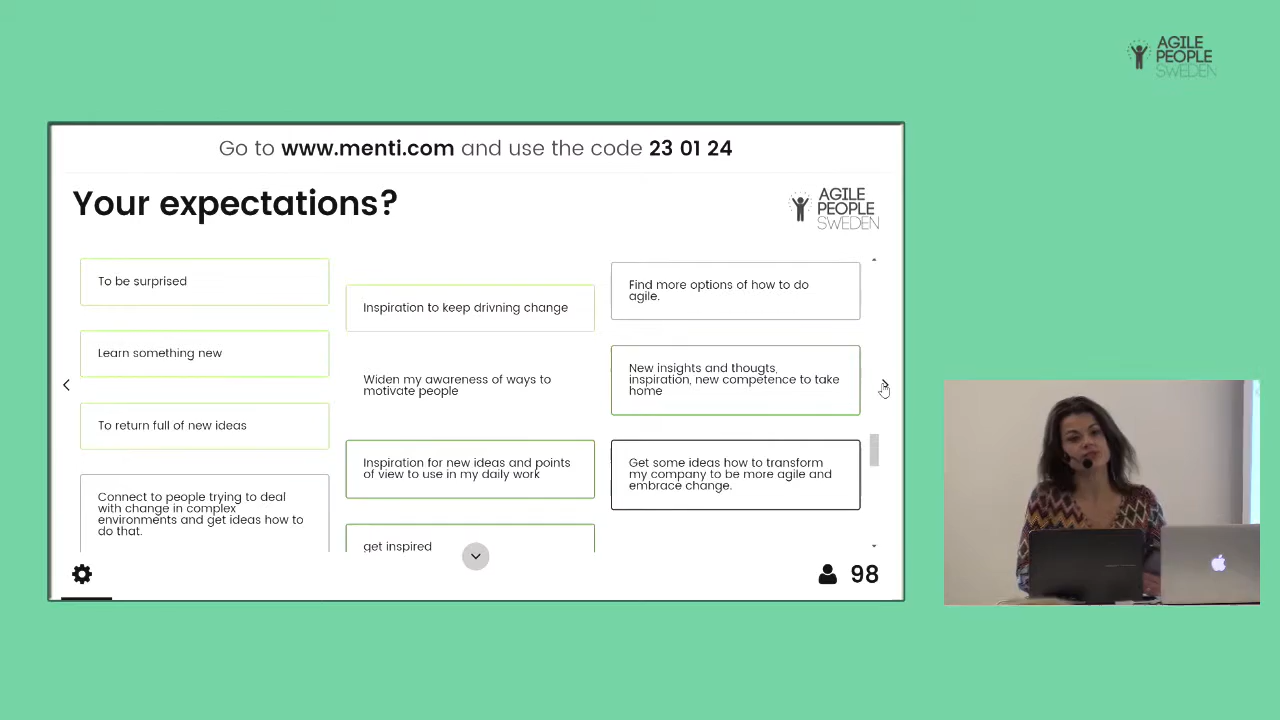 AGILE
PEOPLE
SWEDEN
Go to www.menti.com and use the code 23 01 24
Your expectations?
AGILE
PEOPLE
SWEDEN
To be surprised
Learn something new
To return full of new ideas
Connect to people trying to deal
with change in complex
environments and get ideas how to
do that.
Inspiration to keep drivning change
Widen my awareness of ways to
motivate people
Inspiration for new ideas and points
of view to use in my daily work
get inspired
Find more options of how to do
agile.
New insights and thougts,
inspiration, new competence to take
home
Get some ideas how to transform
my company to be more agile and
embrace change.
98